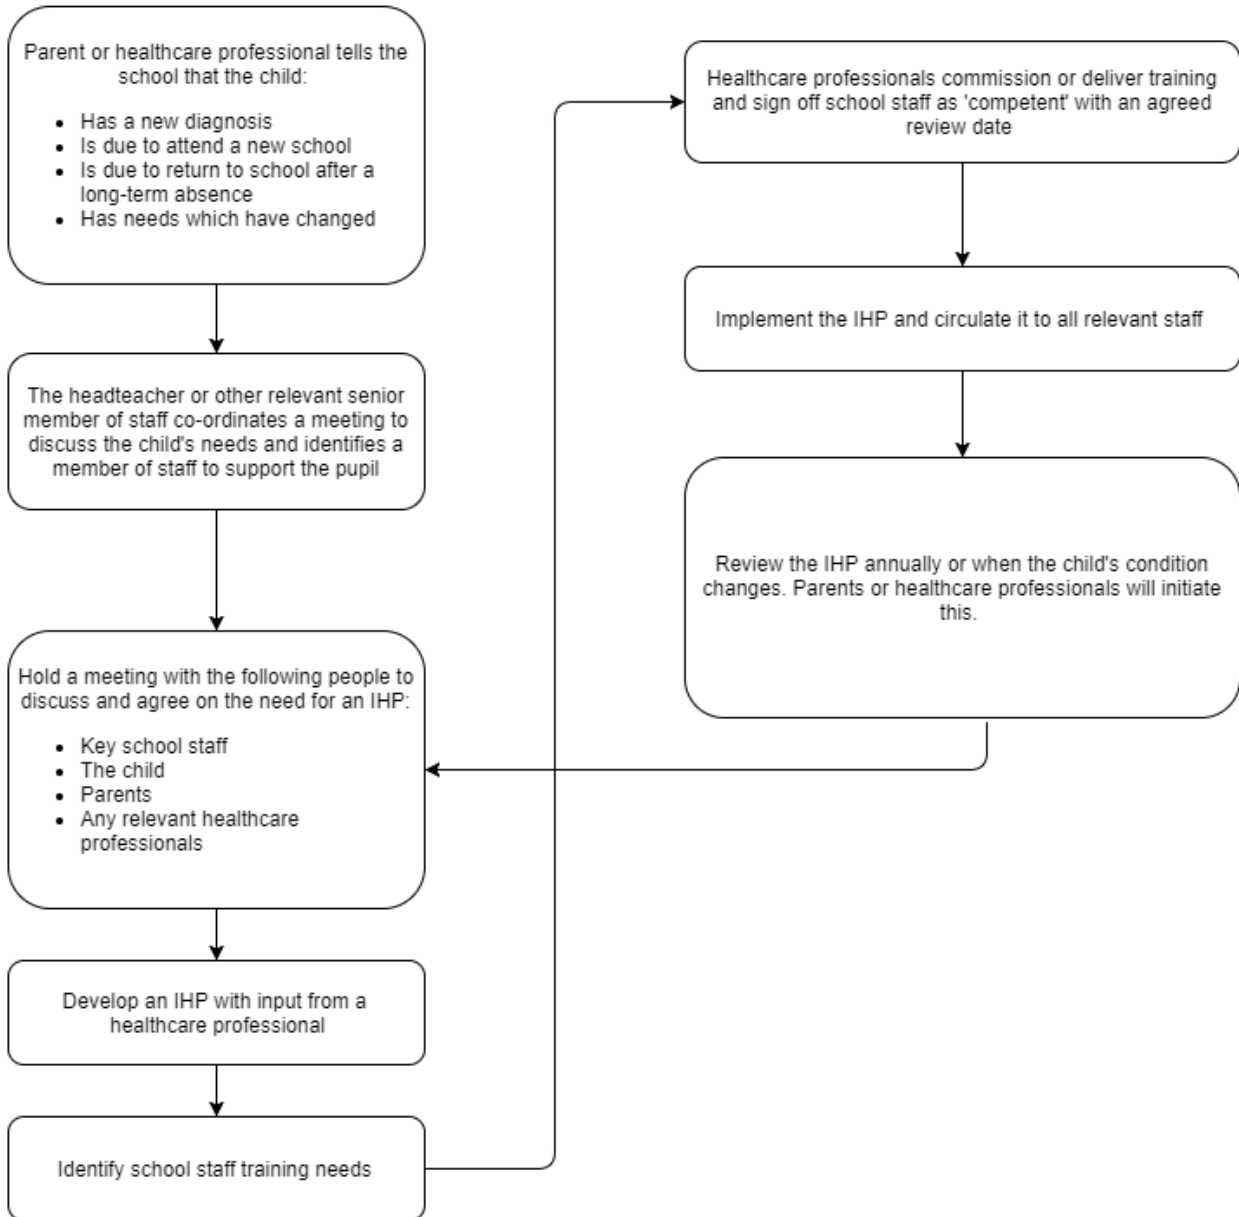 Parent or healthcare professional tells the
school that the child:
• Has a new diagnosis
• Is due to attend a new school
• Is due to return to school after a
long-term absence
• Has needs which have changed
The headteacher or other relevant senior
member of staff co-ordinates a meeting to
discuss the child's needs and identifies a
member of staff to support the pupil
Hold a meeting with the following people to
discuss and agree on the need for an IHP:
• Key school staff
• The child
• Parents
• Any relevant healthcare
professionals
Develop an IHP with input from a
healthcare professional
Identify school staff training needs
Healthcare professionals commission or deliver training
and sign off school staff as 'competent' with an agreed
review date
Implement the IHP and circulate it to all relevant staff
Review the IHP annually or when the child's condition
changes. Parents or healthcare professionals will initiate
this.